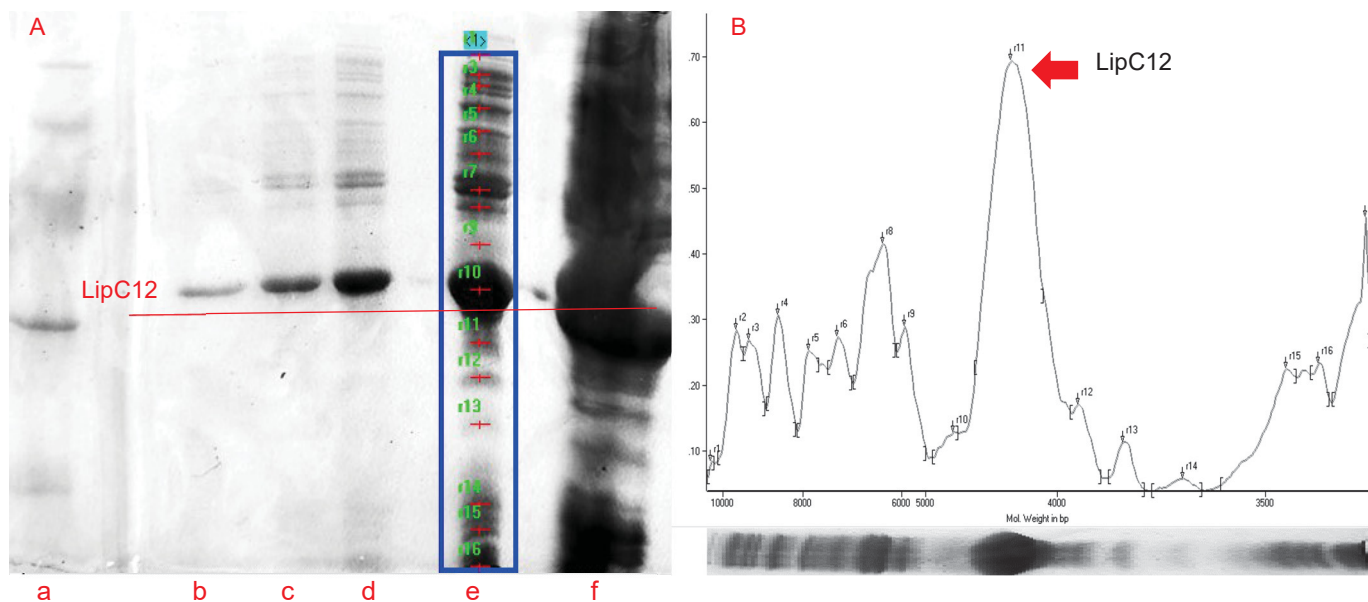 A
<1>
r3
r4
r5
r6
r7
r9
r10
LipC12
r11
r12
r13
r14
r15
r16
a b c d e f
B
LipC12
.70
.60
.50
.40
.30
.20
.10
r1
r2
r3
r4
r5
r6
r8
r9
r10
r11
r12
r13
r14
r15
r16
10000 8000 6000 5000 4000 3500
Mol. Weight in bp